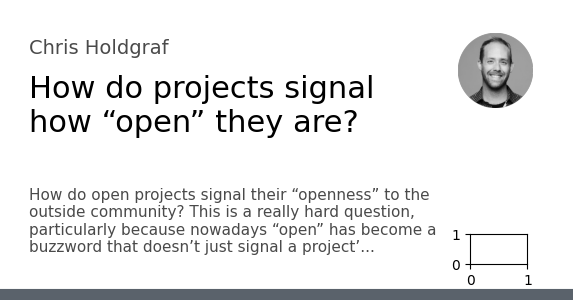 Chris Holdgraf
How do projects signal
how “open” they are?
How do open projects signal their “openness” to the
outside community? This is a really hard question,
particularly because nowadays “open” has become a
buzzword that doesn’t just signal a project’...
1
0
0 1